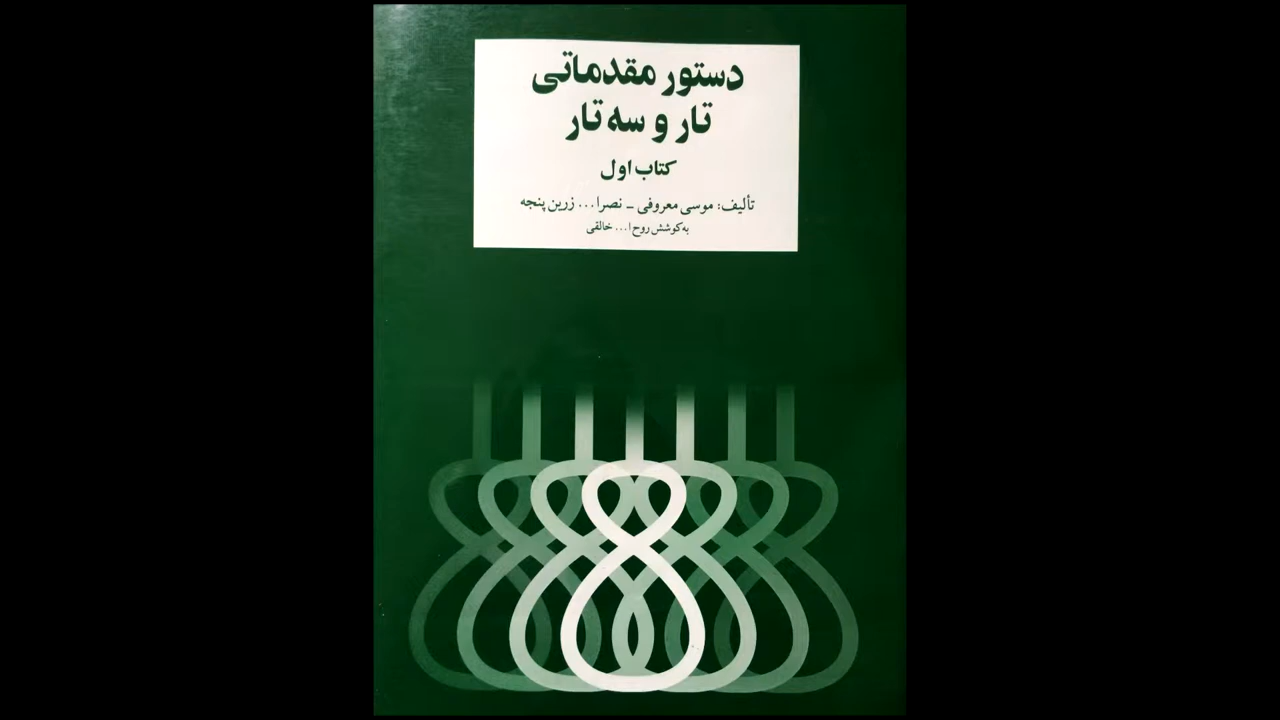 دستور مقدماتی
تار و سه تار
کتاب اول
تألیف: موسی معروفی ـ نصرا... زرین پنجه
به کوشش روح ا... خالقی